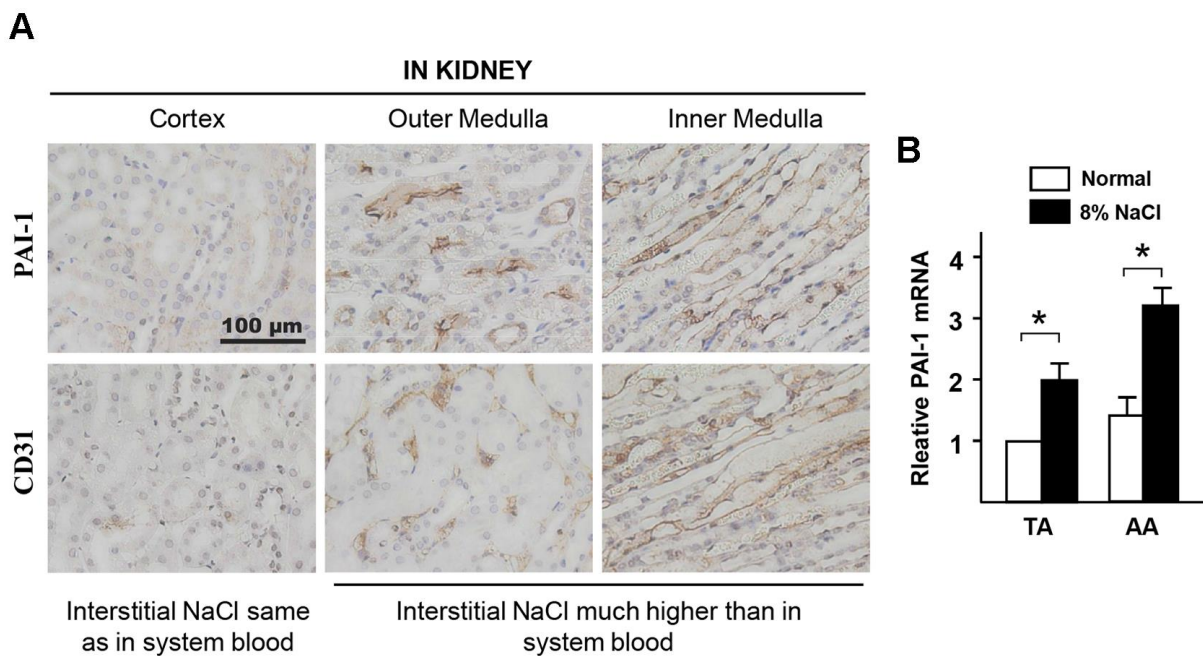 A
IN KIDNEY
Cortex
Outer Medulla
Inner Medulla
PAI-1
100 µm
CD31
Interstitial NaCl same
as in system blood
Interstitial NaCl much higher than in
system blood
B
Normal
8% NaCl
Rleative PAI-1 mRNA
4
3
2
1
*
*
TA
AA